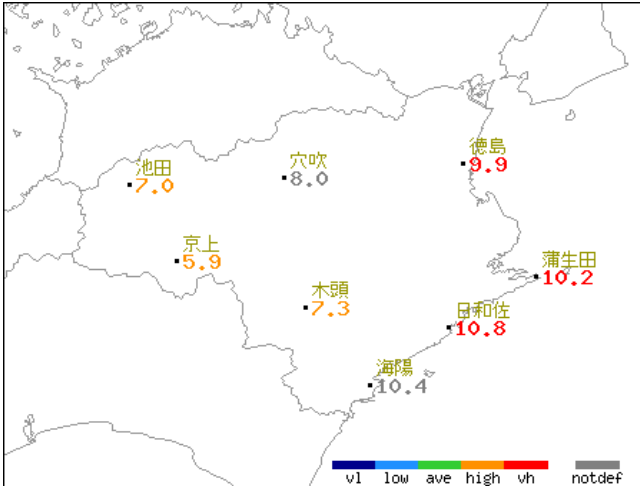 徳島
9.9
穴吹
8.0
池田
7.0
京上
5.9
蒲生田
10.2
木頭
7.3
日和佐
10.8
海陽
10.4
vl low ave high vh notdef